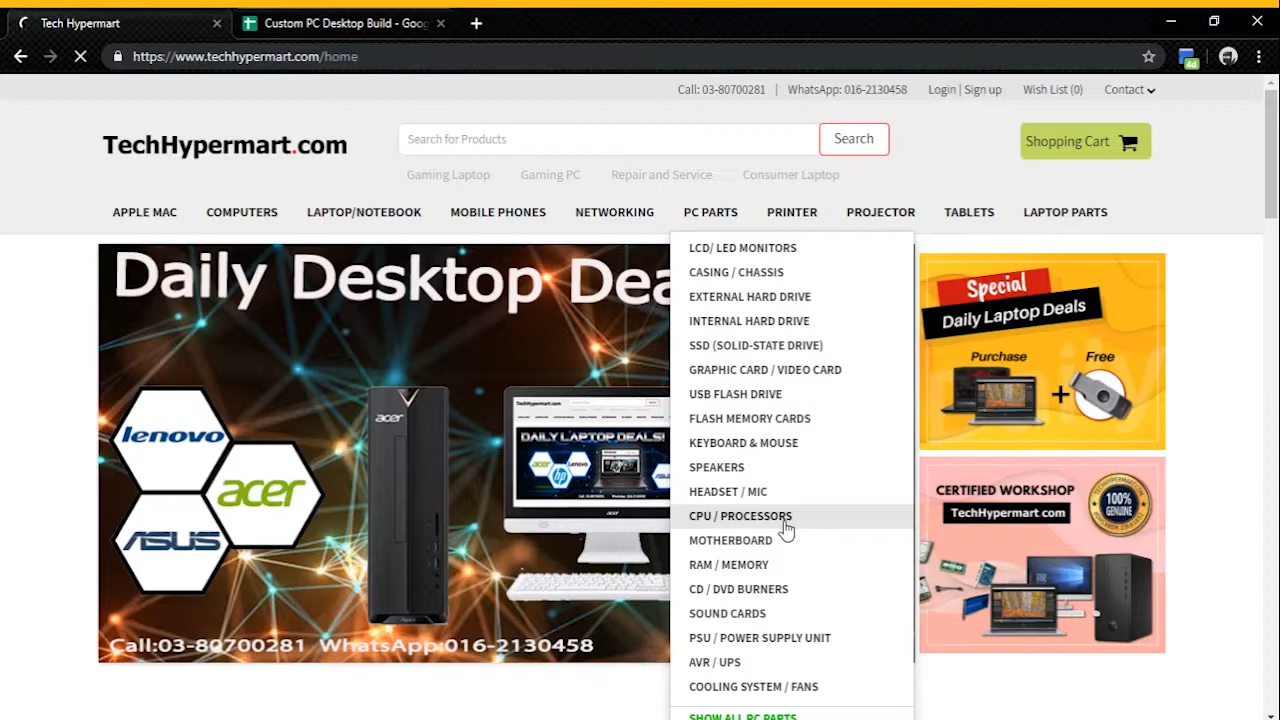 Tech Hypermart
Custom PC Desktop Build - Goog
https://www.techhypermart.com/home
4d
Call: 03-80700281 | WhatsApp: 016-2130458 Login | Sign up Wish List (0) Contact
TechHypermart.com
Search for Products
Search
Shopping Cart
Gaming Laptop Gaming PC Repair and Service Consumer Laptop
APPLE MAC COMPUTERS LAPTOP/NOTEBOOK MOBILE PHONES NETWORKING PC PARTS PRINTER PROJECTOR TABLETS LAPTOP PARTS
LCD/ LED MONITORS
CASING / CHASSIS
EXTERNAL HARD DRIVE
INTERNAL HARD DRIVE
SSD (SOLID-STATE DRIVE)
GRAPHIC CARD / VIDEO CARD
USB FLASH DRIVE
FLASH MEMORY CARDS
KEYBOARD & MOUSE
SPEAKERS
HEADSET / MIC
CPU / PROCESSORS
MOTHERBOARD
RAM / MEMORY
CD / DVD BURNERS
SOUND CARDS
PSU / POWER SUPPLY UNIT
AVR / UPS
COOLING SYSTEM / FANS
SHOW ALL PC PARTS
Daily Desktop Dea
lenovo
acer
ASUS
acer
DAILY LAPTOP DEALS!
acer
hp
Lenovo
acer
Call:03-80700281 WhatsApp:016-2130458
Special
Daily Laptop Deals
Purchase
Free
+
CERTIFIED WORKSHOP
TechHypermart.com
100%
GENUINE